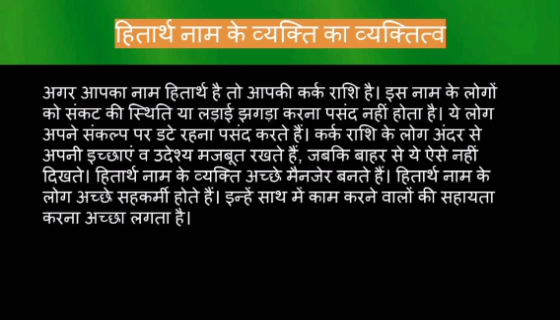 हितार्थ नाम के व्यक्ति का व्यक्तित्व
अगर आपका नाम हितार्थ है तो आपकी कर्क राशि है। इस नाम के लोगों
को संकट की स्थिति या लड़ाई झगड़ा करना पसंद नहीं होता है। ये लोग
अपने संकल्प पर डटे रहना पसंद करते हैं। कर्क राशि के लोग अंदर से
अपनी इच्छाएं व उदेश्य मजबूत रखते हैं, जबकि बाहर से ये ऐसे नहीं
दिखते। हितार्थ नाम के व्यक्ति अच्छे मैनजेर बनते हैं। हितार्थ नाम के
लोग अच्छे सहकर्मी होते हैं। इन्हें साथ में काम करने वालों की सहायता
करना अच्छा लगता है।